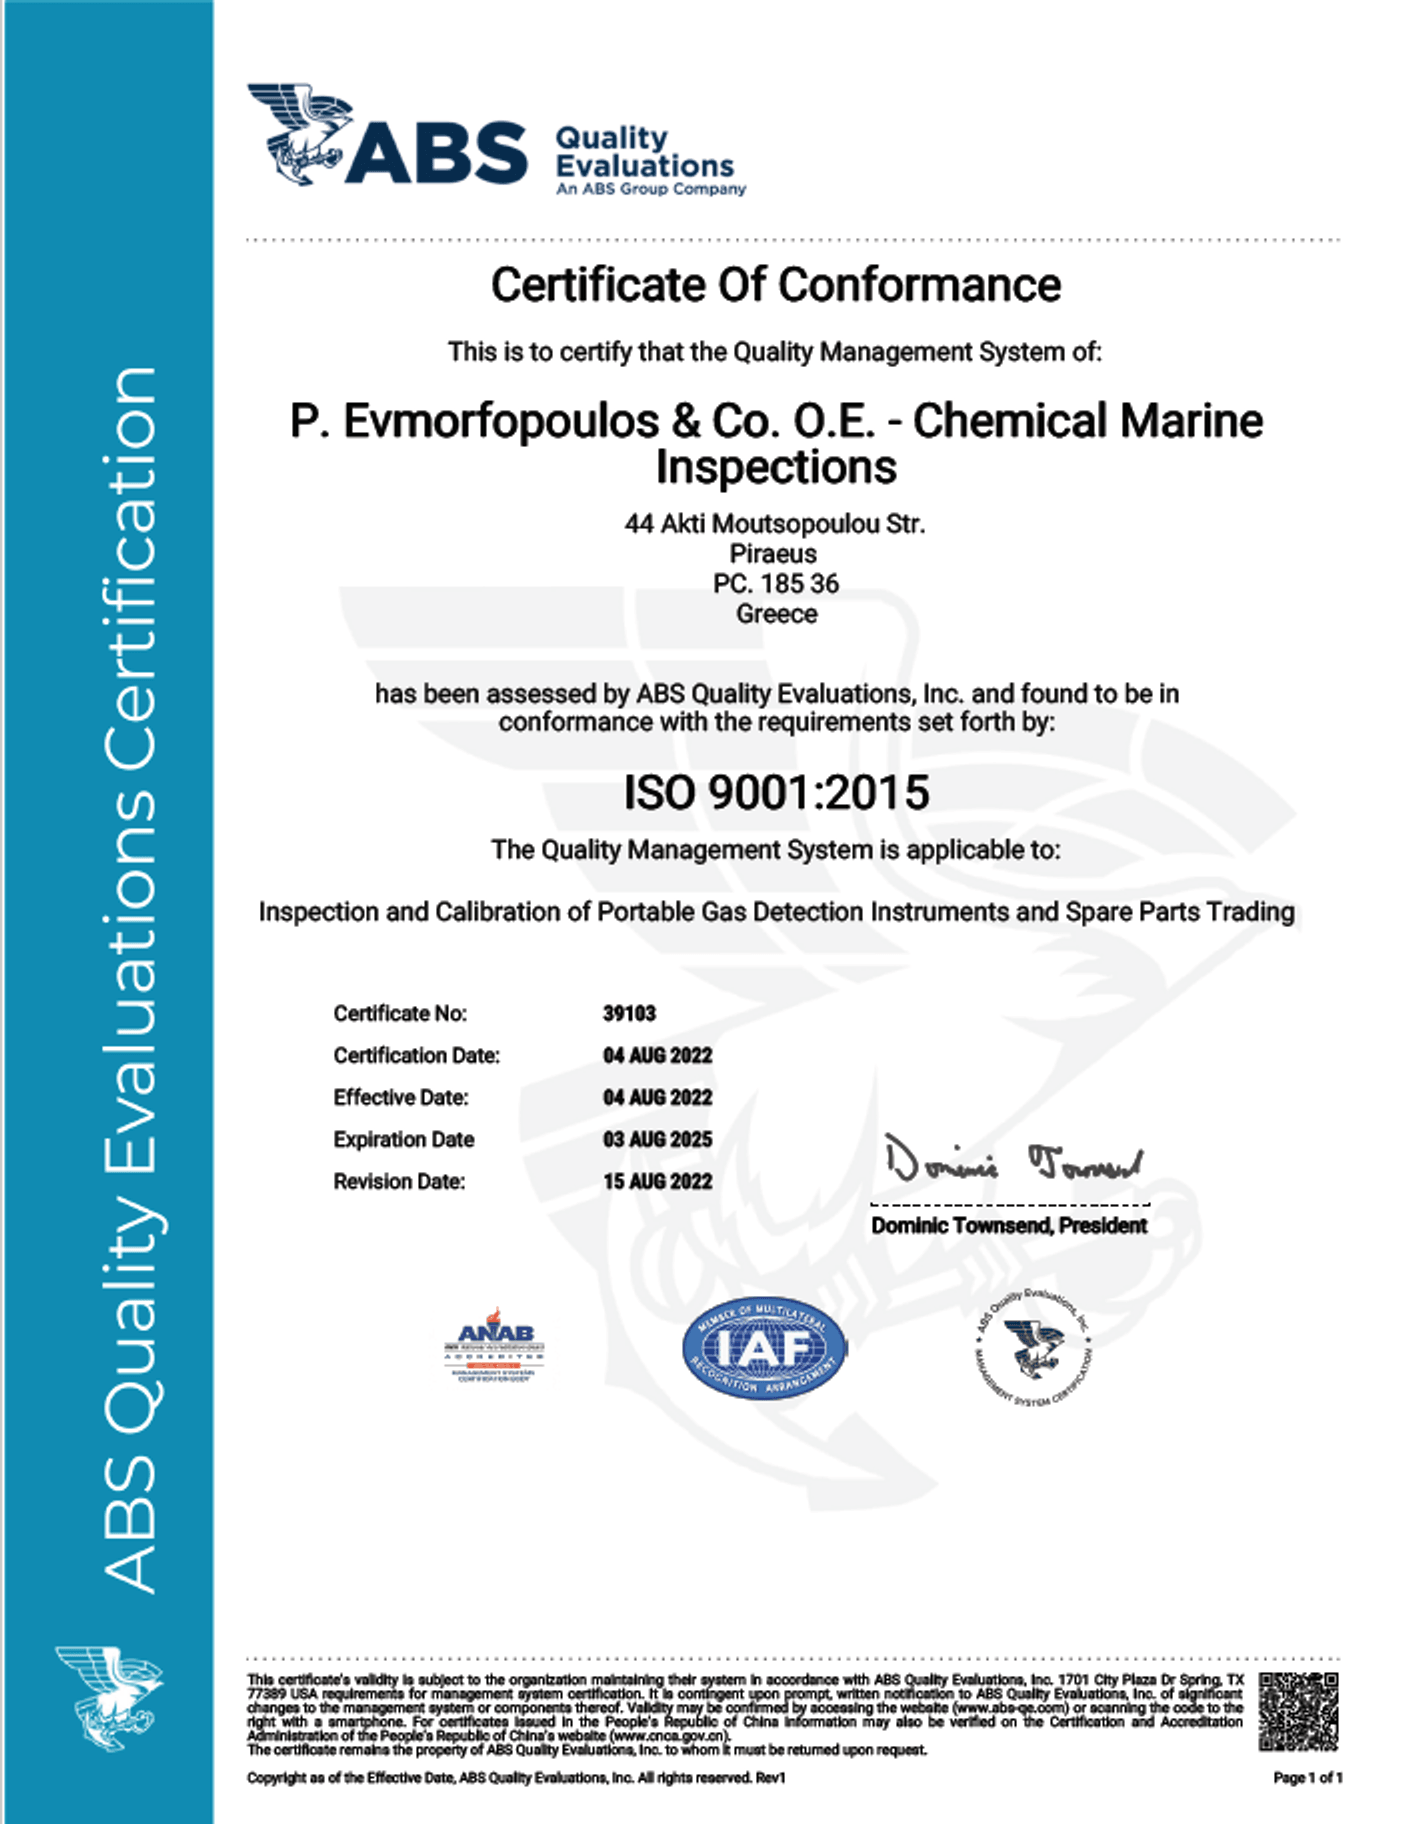 ABS Quality Evaluations Certification
ABS
Quality
Evaluations
An ABS Group Company
Certificate Of Conformance
This is to certify that the Quality Management System of:
P. Evmorfopoulos & Co. O.E. - Chemical Marine
Inspections
44 Akti Moutsopoulou Str.
Piraeus
PC. 185 36
Greece
has been assessed by ABS Quality Evaluations, Inc. and found to be in
conformance with the requirements set forth by:
ISO 9001:2015
The Quality Management System is applicable to:
Inspection and Calibration of Portable Gas Detection Instruments and Spare Parts Trading
Certificate No: 39103
Certification Date: 04 AUG 2022
Effective Date: 04 AUG 2022
Expiration Date 03 AUG 2025
Revision Date: 15 AUG 2022
Dominic Townsend
Dominic Townsend, President
ANAB
ACCREDITED
MANAGEMENT SYSTEMS
CERTIFICATION BODY
MEMBER OF MULTILATERAL
IAF
RECOGNITION ARRANGEMENT
ABS Quality Evaluations, Inc.
MANAGEMENT SYSTEM CERTIFICATION
This certificate's validity is subject to the organization maintaining their system in accordance with ABS Quality Evaluations, Inc. 1701 City Plaza Dr Spring, TX
77389 USA requirements for management system certification. It is contingent upon prompt, written notification to ABS Quality Evaluations, Inc. of significant
changes to the management system or components thereof. Validity may be confirmed by accessing the website (www.abs-qe.com) or scanning the code to the
right with a smartphone. For certificates issued in the People's Republic of China information may also be verified on the Certification and Accreditation
Administration of the People's Republic of China's website (www.cnca.gov.cn).
The certificate remains the property of ABS Quality Evaluations, Inc. to whom it must be returned upon request.
Copyright as of the Effective Date, ABS Quality Evaluations, Inc. All rights reserved. Rev1
Page 1 of 1